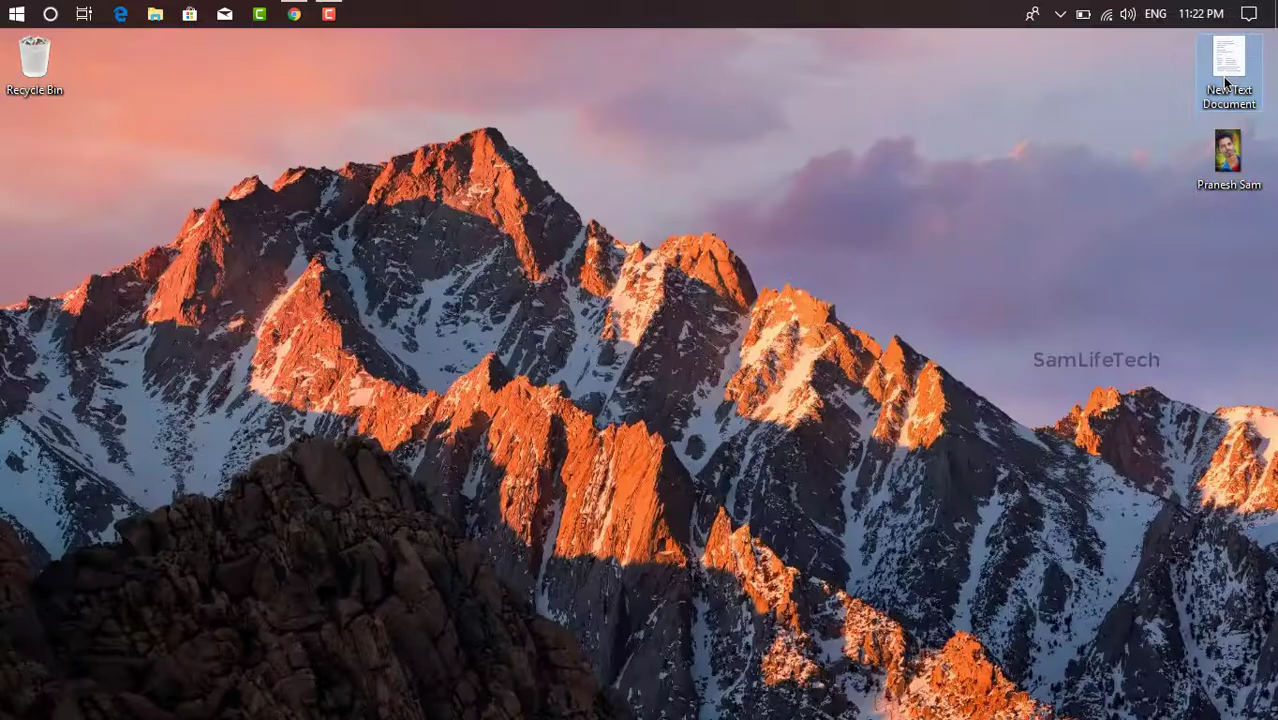 ENG
11:22 PM
Recycle Bin
New Text
Document
Pranesh Sam
SamLifeTech